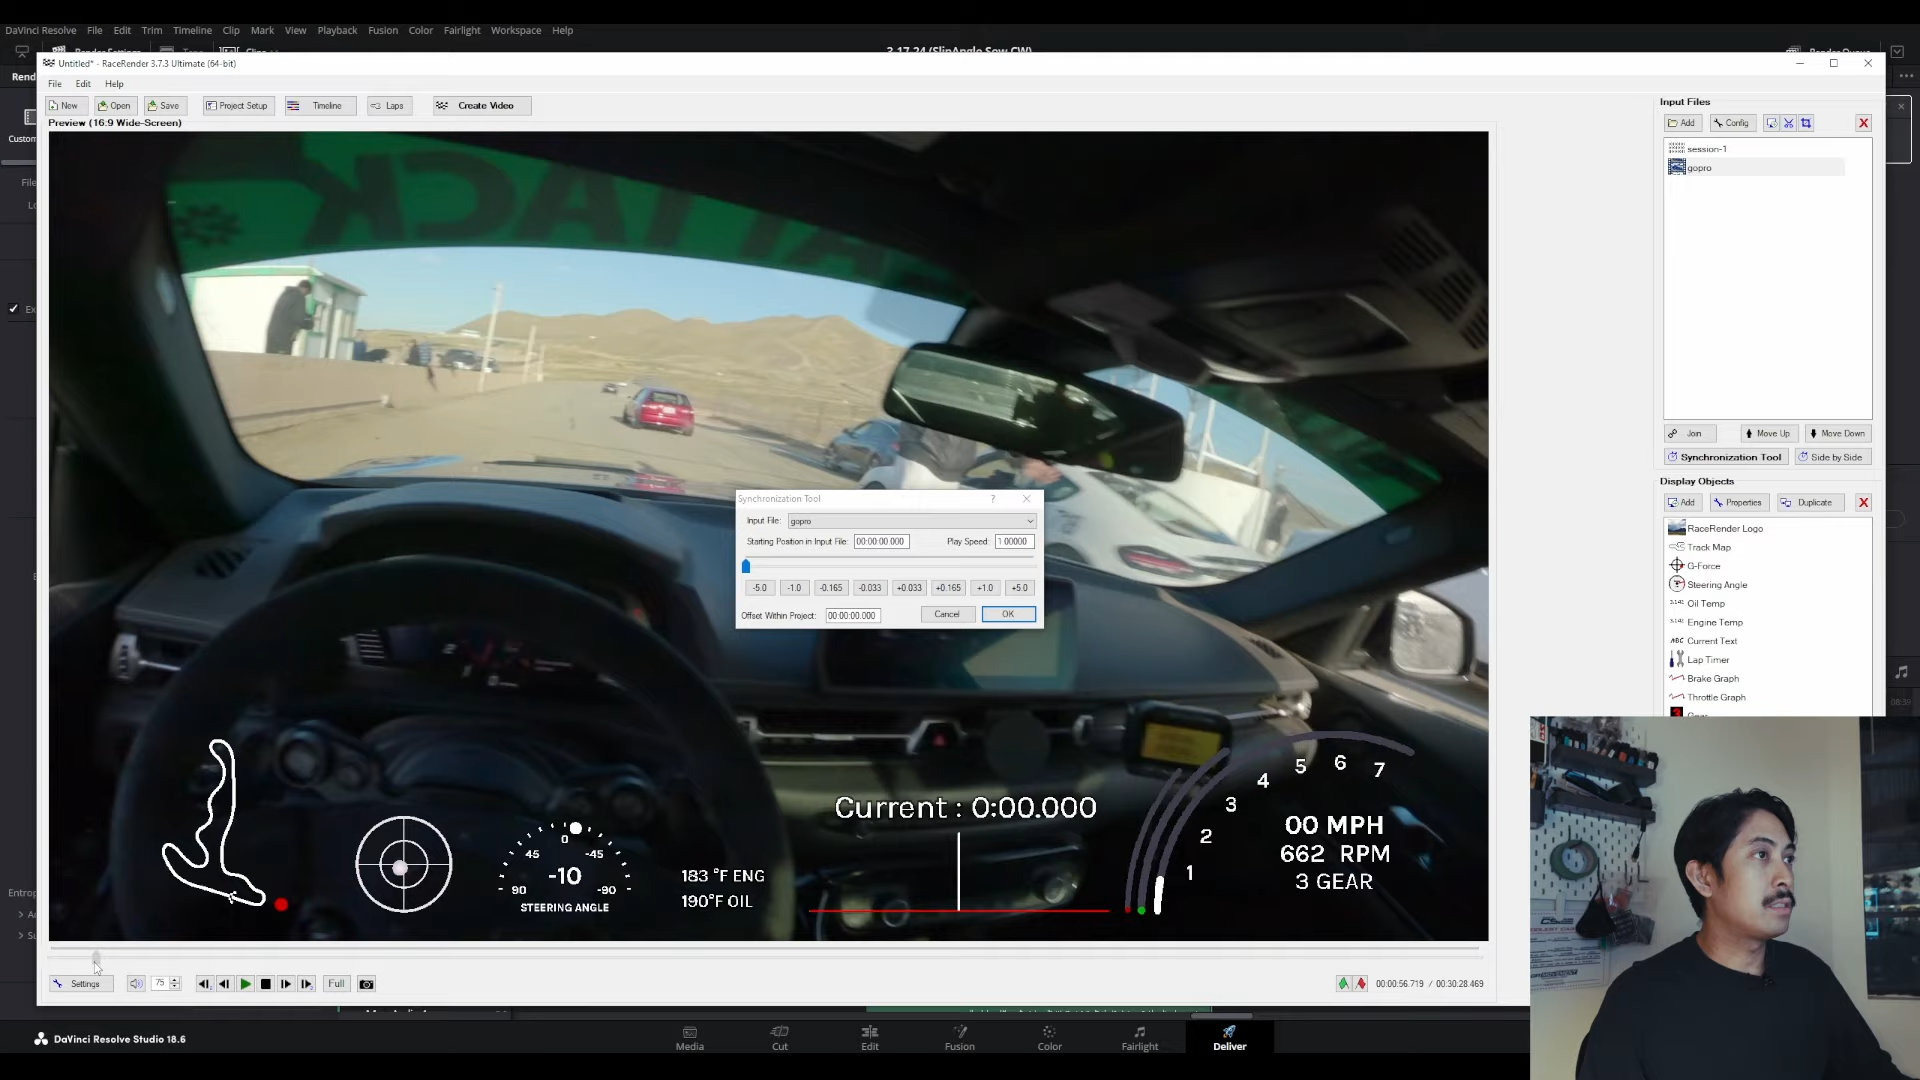 DaVinci Resolve File Edit Trim Timeline Clip Mark View Playback Fusion Color Fairlight Workspace Help
3.17.24 (SlipAngle Sow CW)
Untitled* - RaceRender 3.7.3 Ultimate (64-bit)
File Edit Help
New Open Save Project Setup Timeline Laps Create Video
Preview (16:9 Wide-Screen)
Input Files
Add Config
session-1
gopro
Join Move Up Move Down
Synchronization Tool Side by Side
Display Objects
Add Properties Duplicate
RaceRender Logo
Track Map
G-Force
Steering Angle
Oil Temp
Engine Temp
ABC Current Text
Lap Timer
Brake Graph
Throttle Graph
Synchronization Tool
Input File: gopro
Starting Position in Input File: 00:00:00.000 Play Speed: 1.00000
-5.0 -1.0 -0.165 -0.033 +0.033 +0.165 +1.0 +5.0
Offset Within Project: 00:00:00.000 Cancel OK
45 0 -45
90 -10 -90
STEERING ANGLE
183 °F ENG
190°F OIL
Current : 0:00.000
1 2 3 4 5 6 7
00 MPH
662 RPM
3 GEAR
Settings 75 Full 00:00:56.719 / 00:30:28.469
DaVinci Resolve Studio 18.6
Media Cut Edit Fusion Color Fairlight Deliver